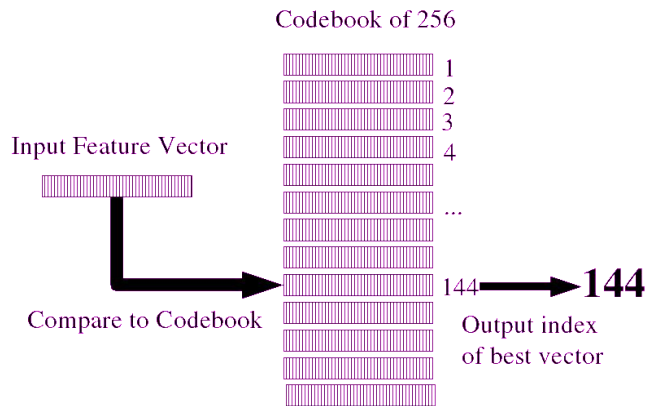 Codebook of 256
1
2
3
4
...
Input Feature Vector
Compare to Codebook
144
144
Output index
of best vector